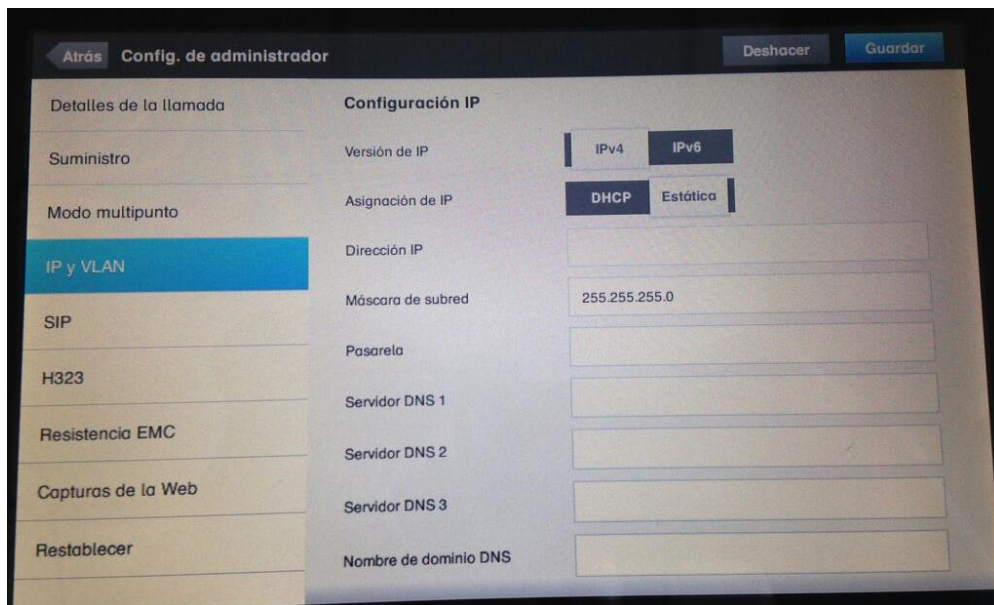 Atrás Config. de administrador Deshacer Guardar
Detalles de la llamada
Suministro
Modo multipunto
IP y VLAN
SIP
H323
Resistencia EMC
Capturas de la Web
Restablecer
Configuración IP
Versión de IP IPv4 IPv6
Asignación de IP DHCP Estática
Dirección IP
Máscara de subred 255.255.255.0
Pasarela
Servidor DNS 1
Servidor DNS 2
Servidor DNS 3
Nombre de dominio DNS